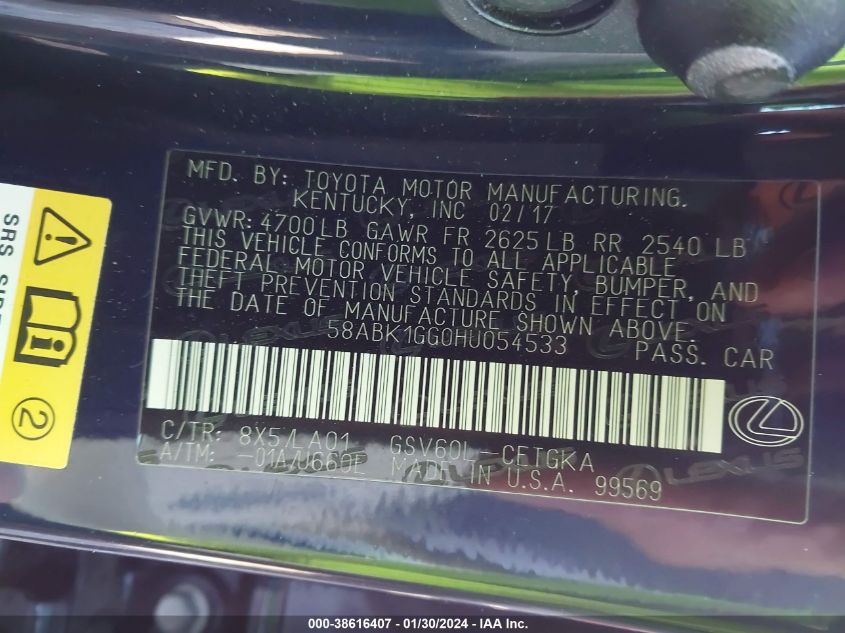 MFD. BY: TOYOTA MOTOR MANUFACTURING,
KENTUCKY, INC 02/17
GVWR: 4700LB GAWR FR 2625LB RR 2540 LB
THIS VEHICLE CONFORMS TO ALL APPLICABLE
FEDERAL MOTOR VEHICLE SAFETY, BUMPER, AND
THEFT PREVENTION STANDARDS IN EFFECT ON
THE DATE OF MANUFACTURE SHOWN ABOVE.
58ABK1GG0HU054533 PASS. CAR
C/TR: 8X5/LA01 GSV60L-CETGKA
A/TM: -01A/U660E MADE IN U.S.A. 99569
LEXUS
SRS
2
000-38616407 - 01/30/2024 - IAA Inc.